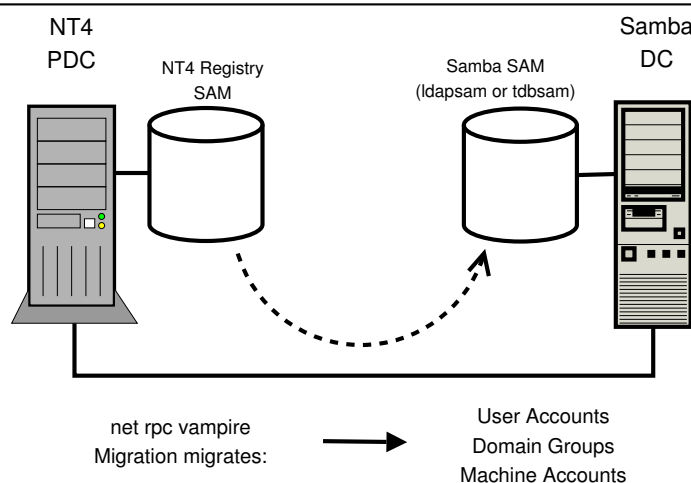 NT4
PDC
NT4 Registry
SAM
Samba SAM
(ldapsam or tdbsam)
Samba
DC
net rpc vampire
Migration migrates:
User Accounts
Domain Groups
Machine Accounts